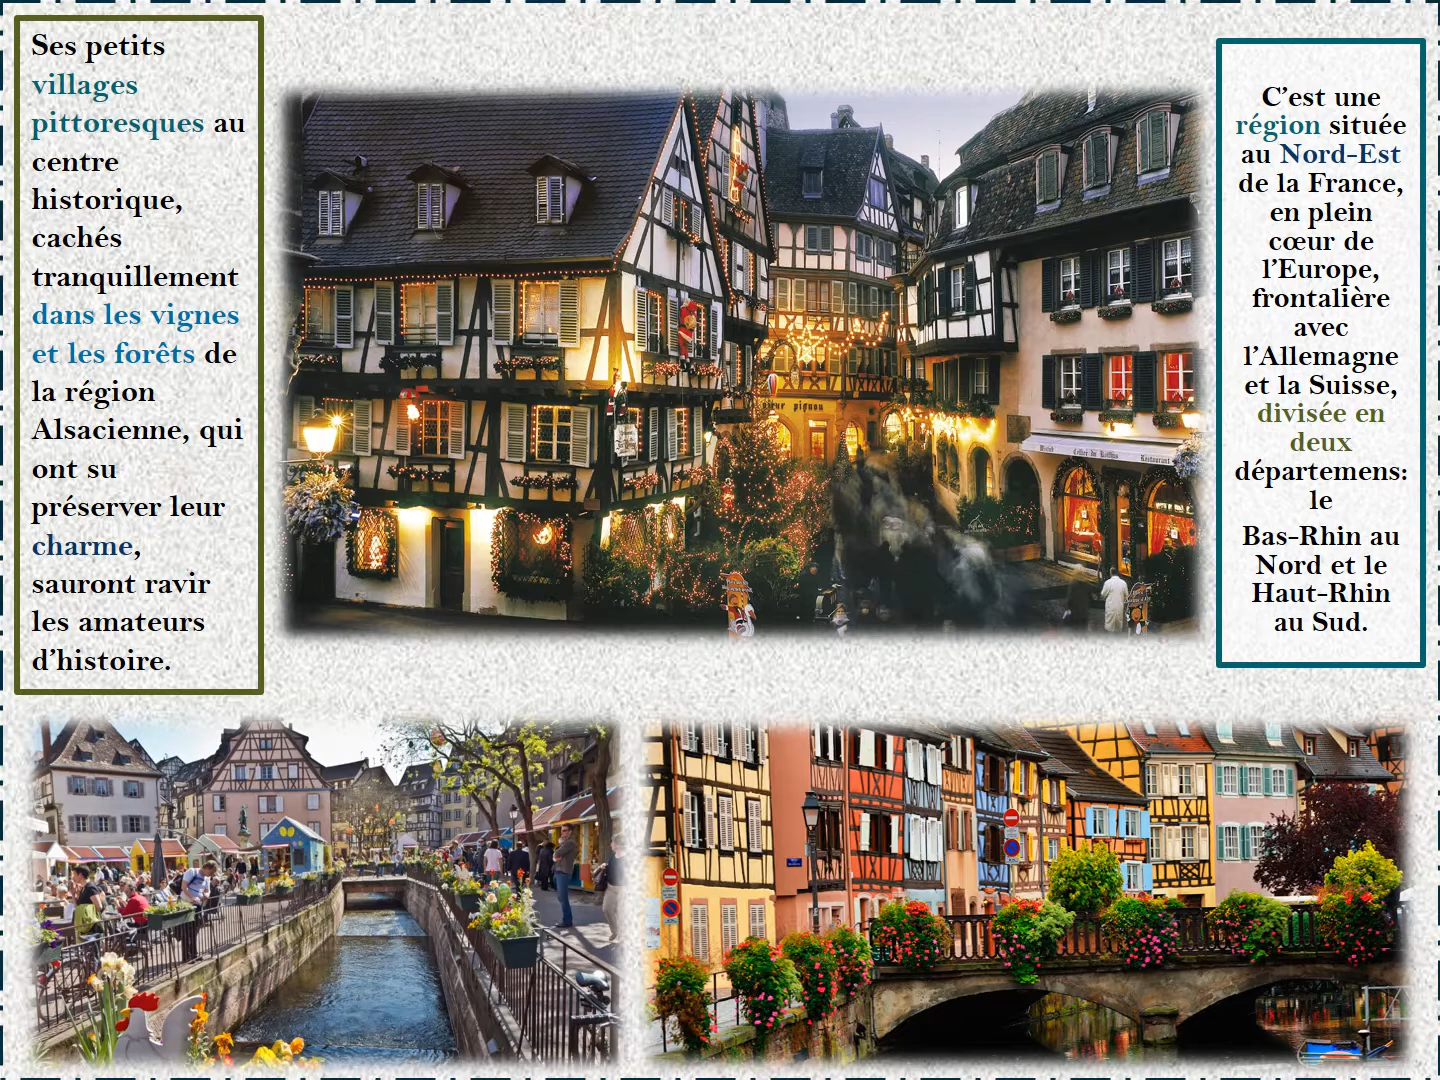 Ses petits
villages
pittoresques au
centre
historique,
cachés
tranquillement
dans les vignes
et les forêts de
la région
Alsacienne, qui
ont su
préserver leur
charme,
sauront ravir
les amateurs
d’histoire.
C’est une
région située
au Nord-Est
de la France,
en plein
cœur de
l’Europe,
frontalière
avec
l’Allemagne
et la Suisse,
divisée en
deux
départemens:
le
Bas-Rhin au
Nord et le
Haut-Rhin
au Sud.
pignou
Restaurant